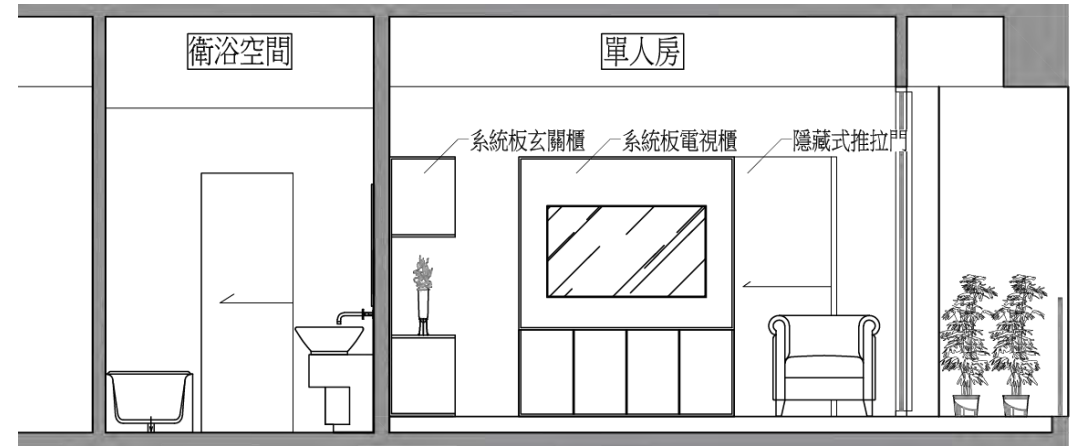 衛浴空間
單人房
系統板玄關櫃
系統板電視櫃
隱藏式推拉門